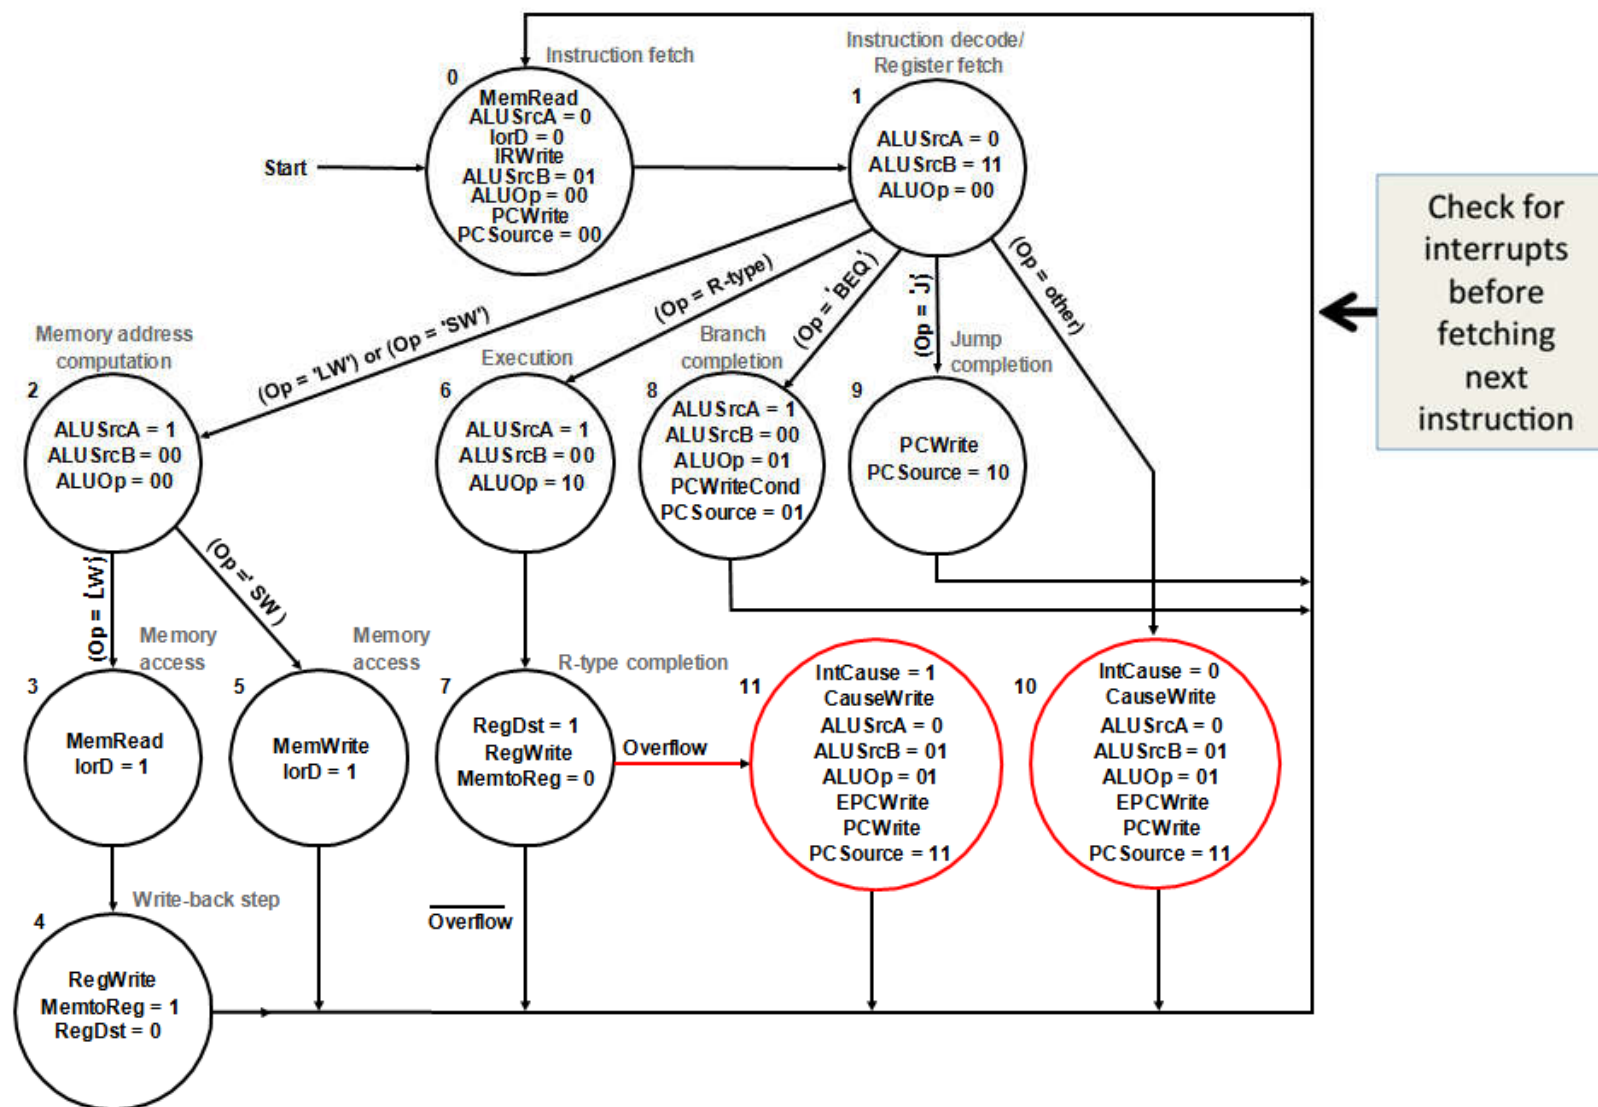 Instruction fetch
0
MemRead
ALUSrcA = 0
IorD = 0
IRWrite
ALUSrcB = 01
ALUOp = 00
PCWrite
PCSource = 00
Start
Instruction decode/
Register fetch
1
ALUSrcA = 0
ALUSrcB = 11
ALUOp = 00
Check for
interrupts
before
fetching
next
instruction
(Op = 'LW') or (Op = 'SW')
(Op = R-type)
(Op = 'BEQ')
(Op = 'J')
(Op = other)
Memory address
computation
2
ALUSrcA = 1
ALUSrcB = 00
ALUOp = 00
Execution
6
ALUSrcA = 1
ALUSrcB = 00
ALUOp = 10
Branch
completion
8
ALUSrcA = 1
ALUSrcB = 00
ALUOp = 01
PCWriteCond
PCSource = 01
Jump
completion
9
PCWrite
PCSource = 10
(Op = 'LW')
(Op =' SW )
Memory
access
3
MemRead
IorD = 1
Memory
access
5
MemWrite
IorD = 1
R-type completion
7
RegDst = 1
RegWrite
MemtoReg = 0
Overflow
11
IntCause = 1
CauseWrite
ALUSrcA = 0
ALUSrcB = 01
ALUOp = 01
EPCWrite
PCWrite
PCSource = 11
10
IntCause = 0
CauseWrite
ALUSrcA = 0
ALUSrcB = 01
ALUOp = 01
EPCWrite
PCWrite
PCSource = 11
Write-back step
4
RegWrite
MemtoReg = 1
RegDst = 0
Overflow